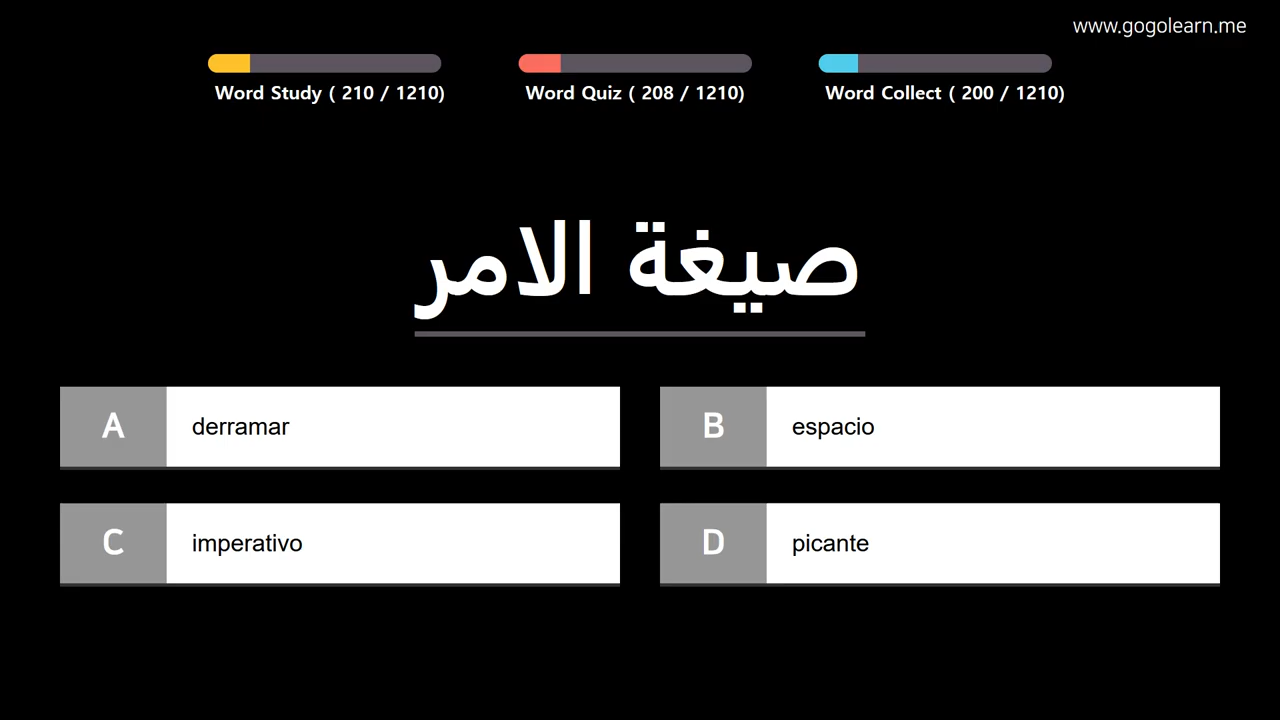 www.gogolearn.me
Word Study ( 210 / 1210)
Word Quiz ( 208 / 1210)
Word Collect ( 200 / 1210)
صيغة الامر
A derramar
B espacio
C imperativo
D picante